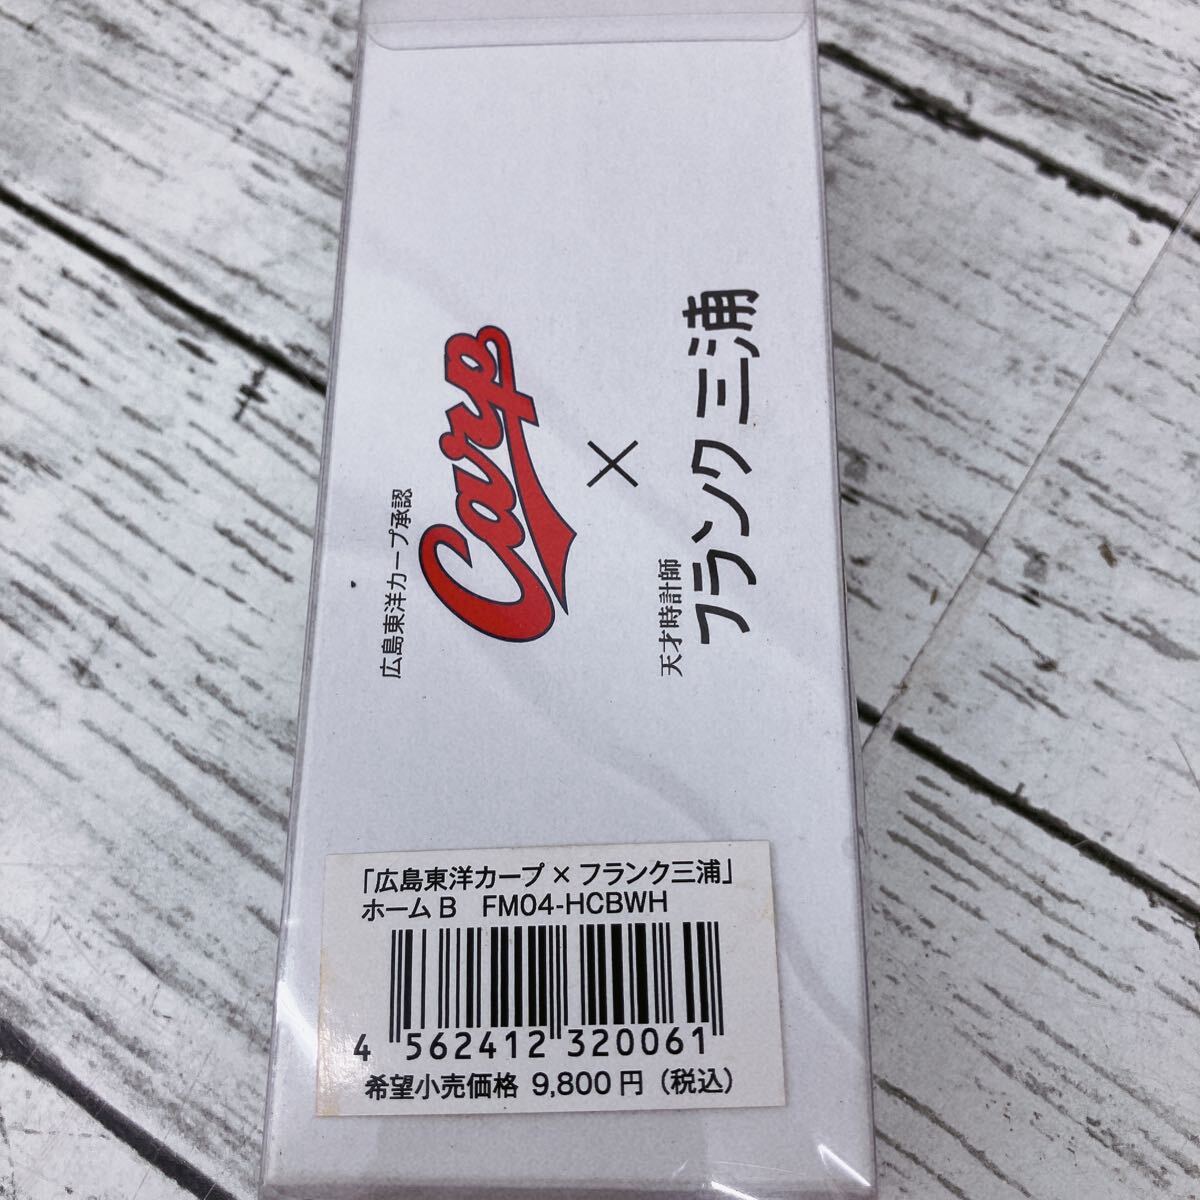 広島東洋カープ承認
Carp
×
天才時計師
フランク三浦
「広島東洋カープ × フランク三浦」
ホームB FM04-HCBWH
4 562412 320061
希望小売価格 9,800円（税込）